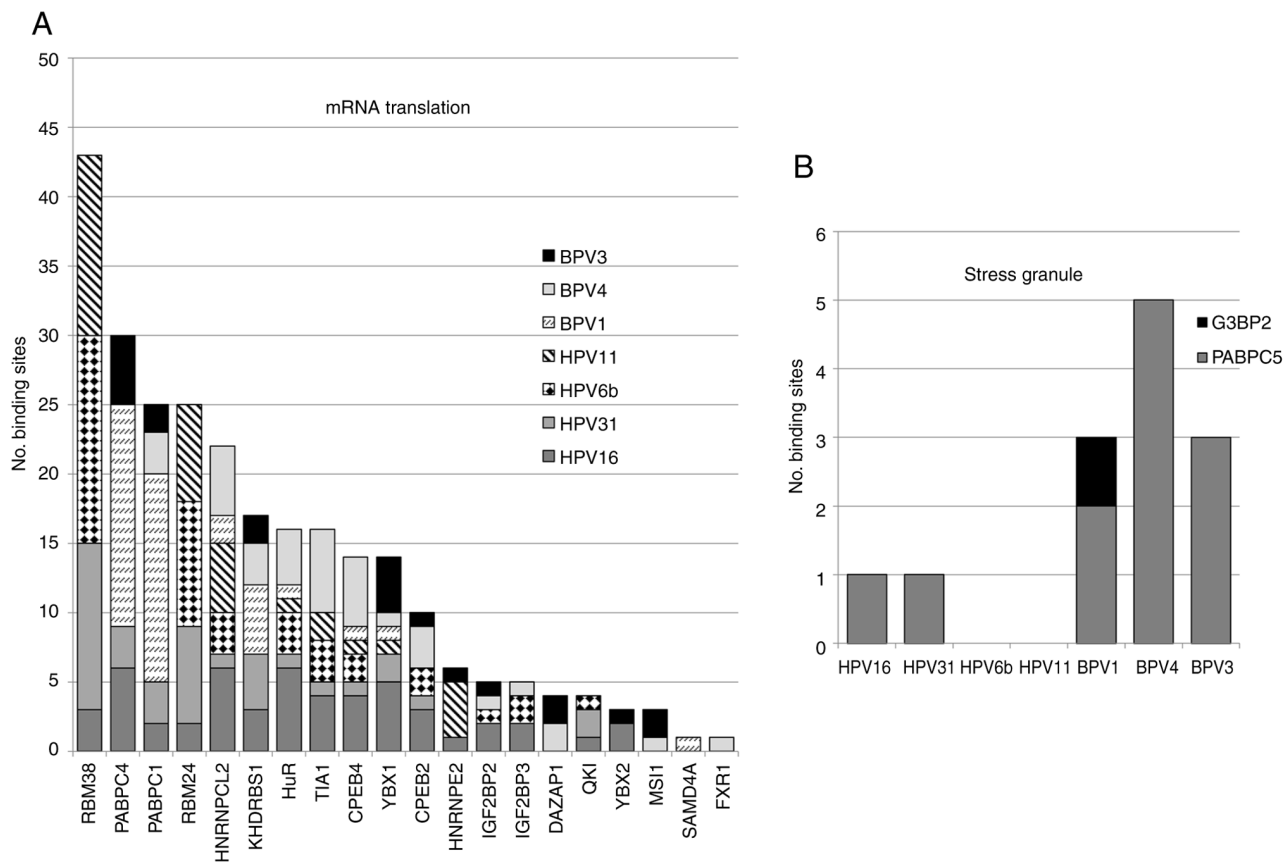 A
50
45
40
35
30
25
20
15
10
5
0
No. binding sites
mRNA translation
BPV3
BPV4
BPV1
HPV11
HPV6b
HPV31
HPV16
RBM38
PABPC4
PABPC1
RBM24
HNRNPCL2
KHDRBS1
HuR
TIA1
CPEB4
YBX1
CPEB2
HNRNPE2
IGF2BP2
IGF2BP3
DAZAP1
QKI
YBX2
MSI1
SAMD4A
FXR1
B
6
5
4
3
2
1
0
No. binding sites
Stress granule
G3BP2
PABPC5
HPV16 HPV31 HPV6b HPV11 BPV1 BPV4 BPV3